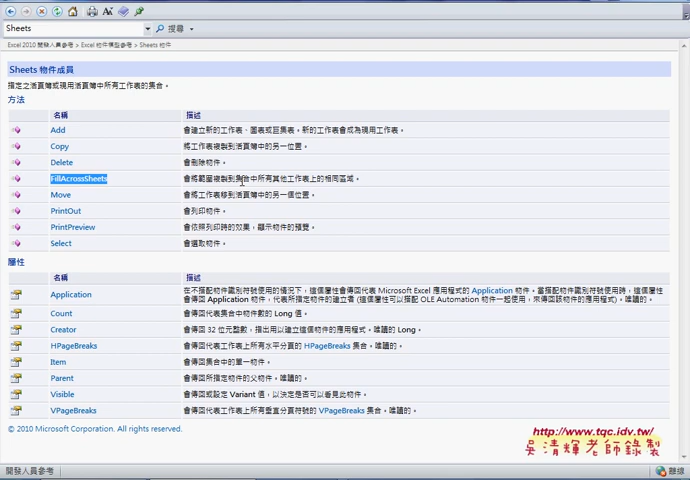 Sheets
搜尋
Excel 2010 開發人員參考 > Excel 物件模型參考 > Sheets 物件
Sheets 物件成員
指定之活頁簿或現用活頁簿中所有工作表的集合。
方法
名稱 描述
Add 會建立新的工作表、圖表或巨集表。新的工作表會成為現用工作表。
Copy 將工作表複製到活頁簿中的另一位置。
Delete 會刪除物件。
FillAcrossSheets 會將範圍複製到集合中所有其他工作表上的相同區域。
Move 會將工作表移到活頁簿中的另一個位置。
PrintOut 會列印物件。
PrintPreview 會依照列印時的效果，顯示物件的預覽。
Select 會選取物件。
屬性
名稱 描述
Application 在不搭配物件識別符號使用的情況下，這個屬性會傳回代表 Microsoft Excel 應用程式的 Application 物件。當搭配物件識別符號使用時，這個屬性
會傳回 Application 物件，代表所指定物件的建立者 (這個屬性可以搭配 OLE Automation 物件一起使用，來傳回該物件的應用程式)。唯讀的。
Count 會傳回代表集合中物件數的 Long 值。
Creator 會傳回 32 位元整數，指出用以建立這個物件的應用程式。唯讀的 Long。
HPageBreaks 會傳回代表工作表上所有水平分頁的 HPageBreaks 集合。唯讀的。
Item 會傳回集合中的單一物件。
Parent 會傳回所指定物件的父物件。唯讀的。
Visible 會傳回或設定 Variant 值，以決定是否可以看見此物件。
VPageBreaks 會傳回代表工作表上所有垂直分頁符號的 VPageBreaks 集合。唯讀的。
© 2010 Microsoft Corporation. All rights reserved.
http://www.tqc.idv.tw/
吳清輝老師錄製
開發人員參考 離線